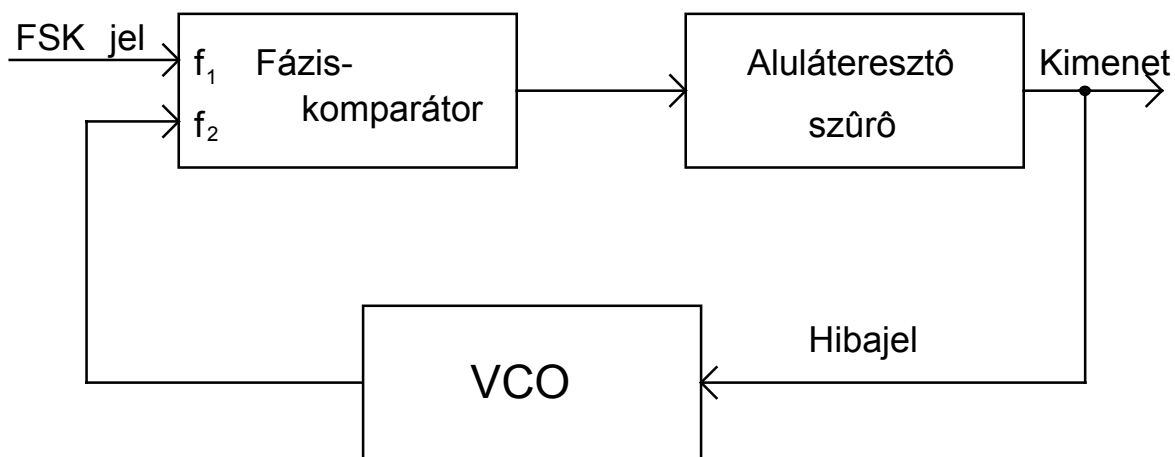 FSK jel
f1 Fázis-
komparátor
f2
Aluláteresztô
szûrô
Kimenet
VCO
Hibajel